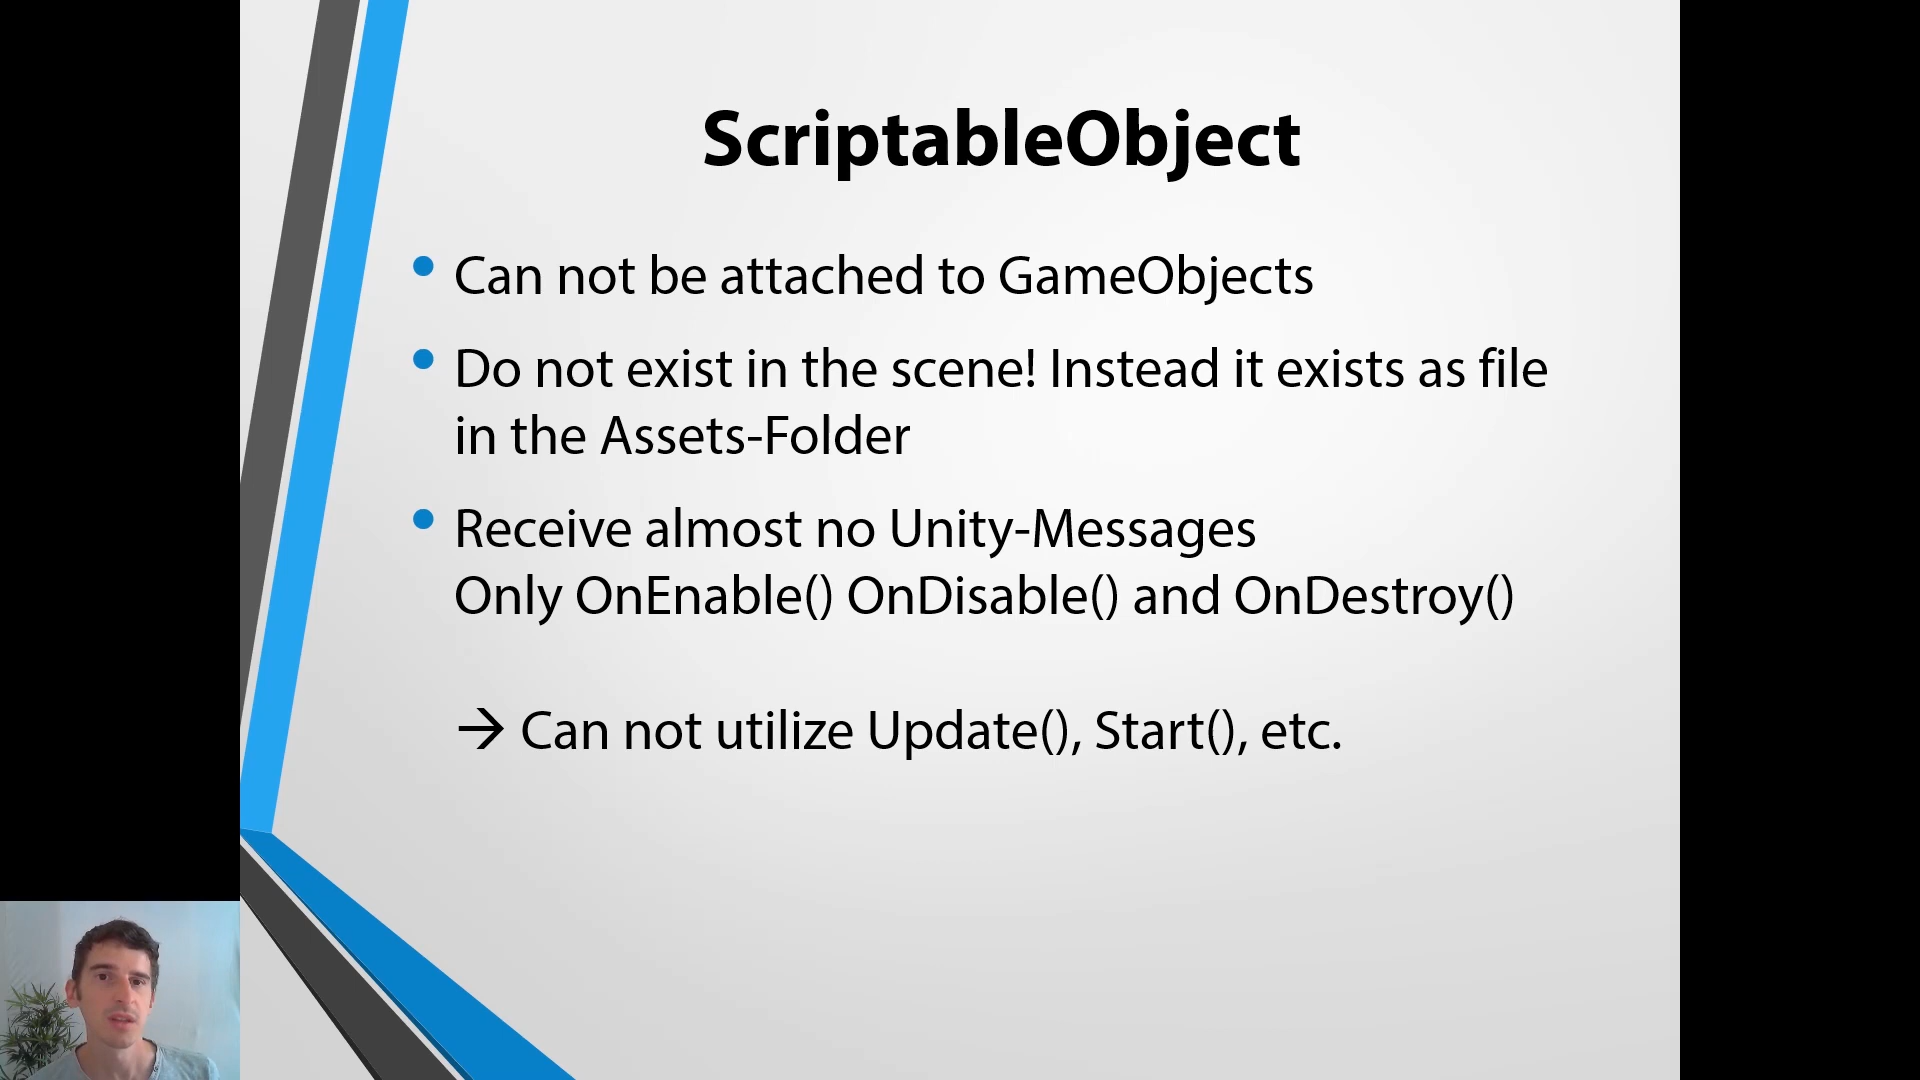 ScriptableObject
• Can not be attached to GameObjects
• Do not exist in the scene! Instead it exists as file
in the Assets-Folder
• Receive almost no Unity-Messages
Only OnEnable() OnDisable() and OnDestroy()
→ Can not utilize Update(), Start(), etc.